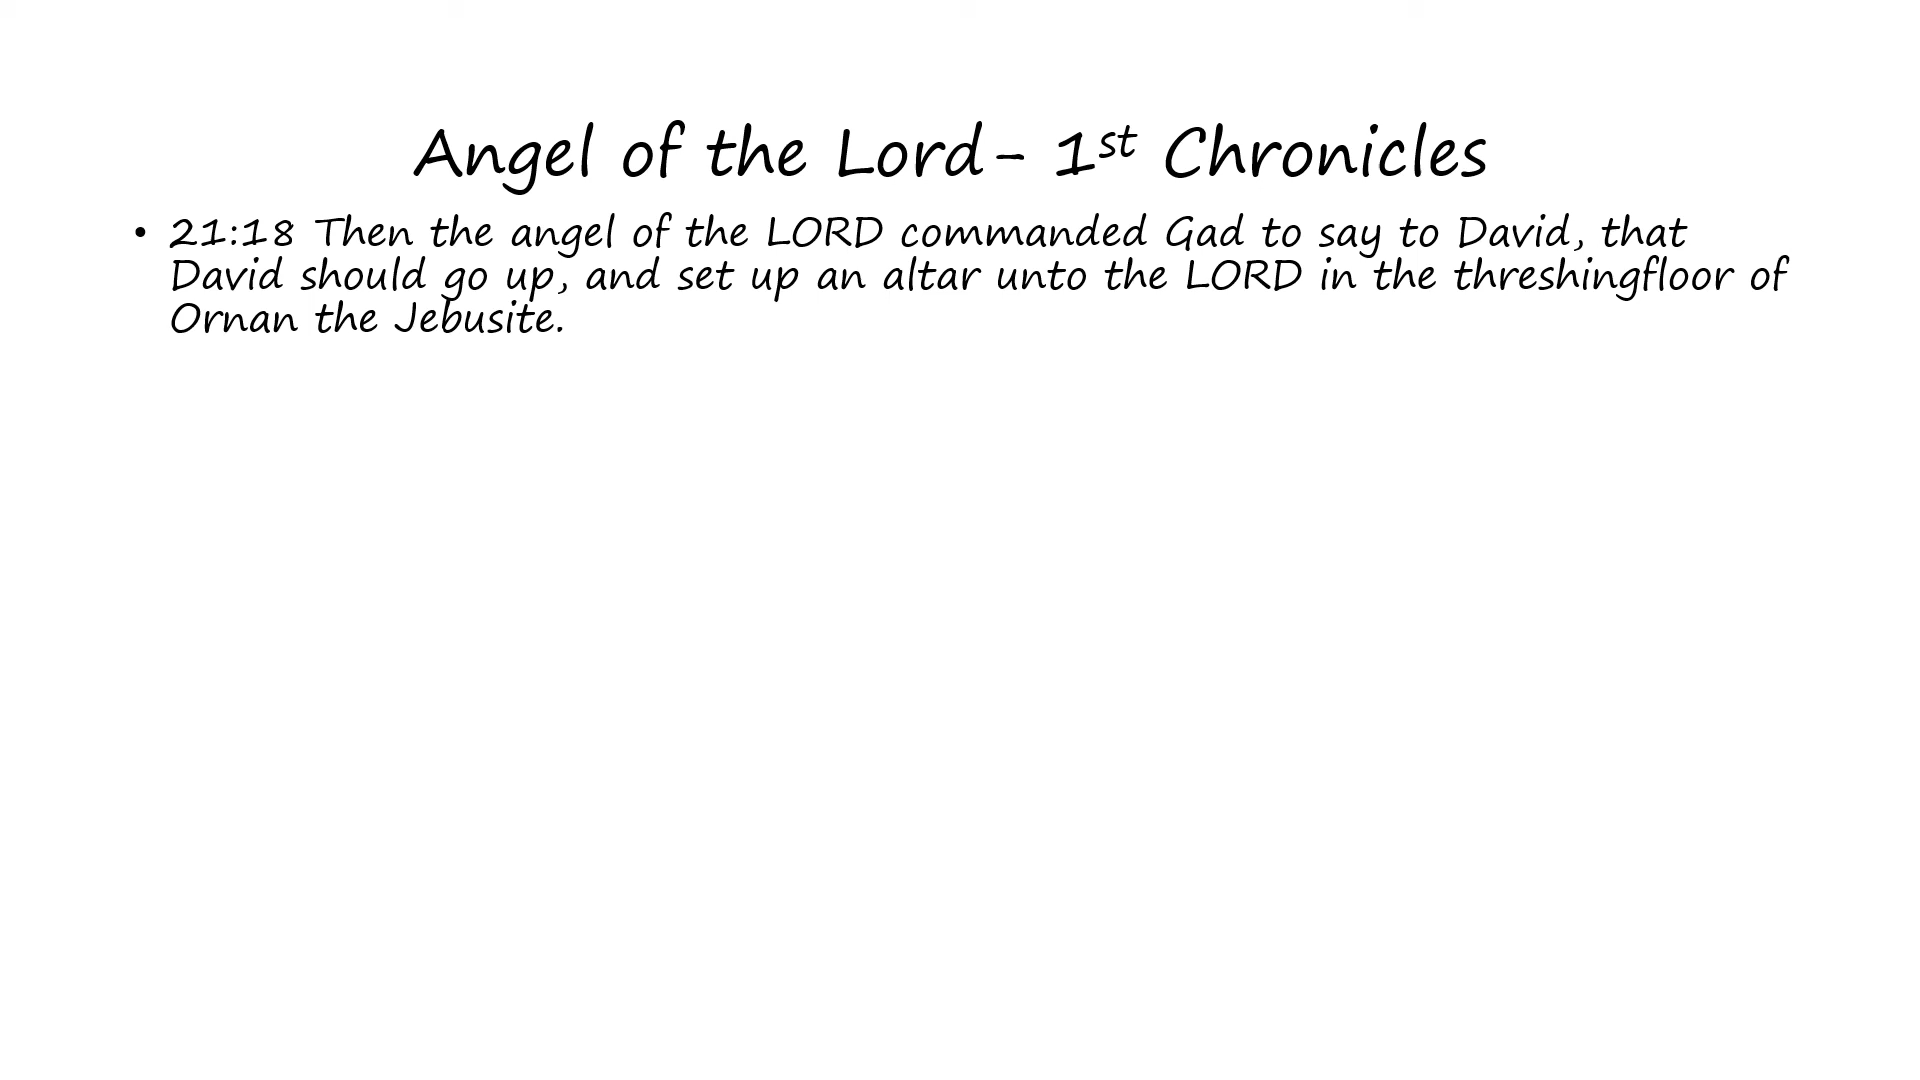 Angel of the Lord- 1st Chronicles
• 21:18 Then the angel of the LORD commanded Gad to say to David, that
David should go up, and set up an altar unto the LORD in the threshingfloor of
Ornan the Jebusite.